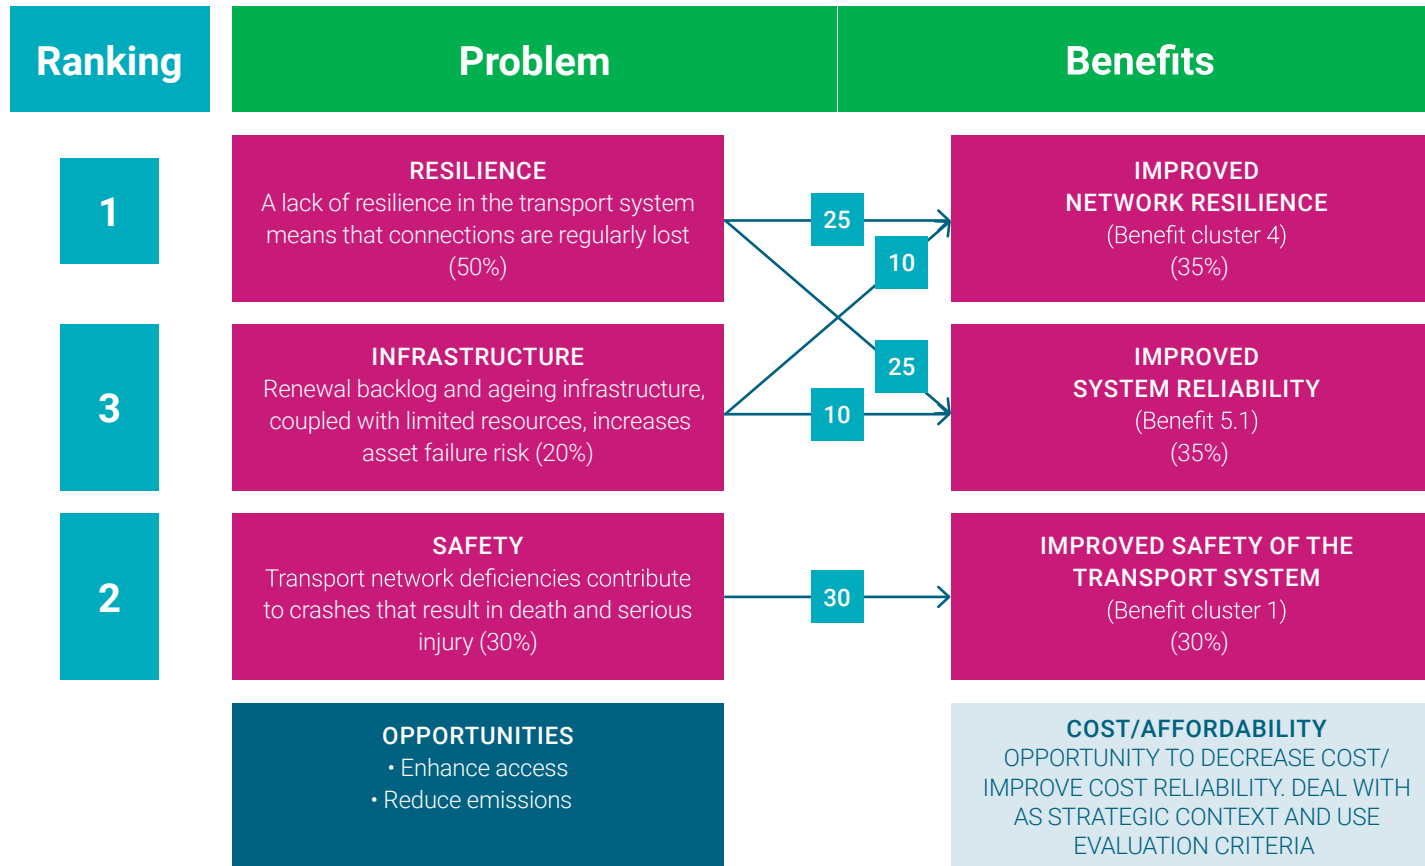 Ranking
Problem
Benefits
1
RESILIENCE
A lack of resilience in the transport system
means that connections are regularly lost
(50%)
25
10
IMPROVED
NETWORK RESILIENCE
(Benefit cluster 4)
(35%)
3
INFRASTRUCTURE
Renewal backlog and ageing infrastructure,
coupled with limited resources, increases
asset failure risk (20%)
25
10
IMPROVED
SYSTEM RELIABILITY
(Benefit 5.1)
(35%)
2
SAFETY
Transport network deficiencies contribute
to crashes that result in death and serious
injury (30%)
30
IMPROVED SAFETY OF THE
TRANSPORT SYSTEM
(Benefit cluster 1)
(30%)
OPPORTUNITIES
• Enhance access
• Reduce emissions
COST/AFFORDABILITY
OPPORTUNITY TO DECREASE COST/
IMPROVE COST RELIABILITY. DEAL WITH
AS STRATEGIC CONTEXT AND USE
EVALUATION CRITERIA